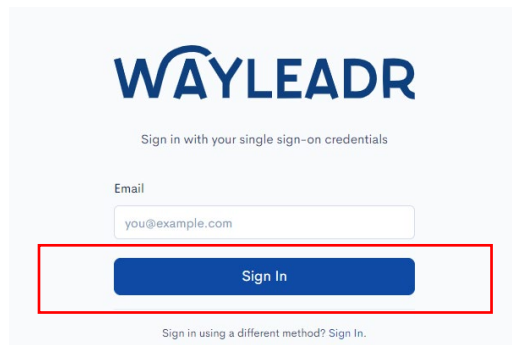 WAYLEADR
Sign in with your single sign-on credentials
Email
you@example.com
Sign In
Sign in using a different method? Sign In.